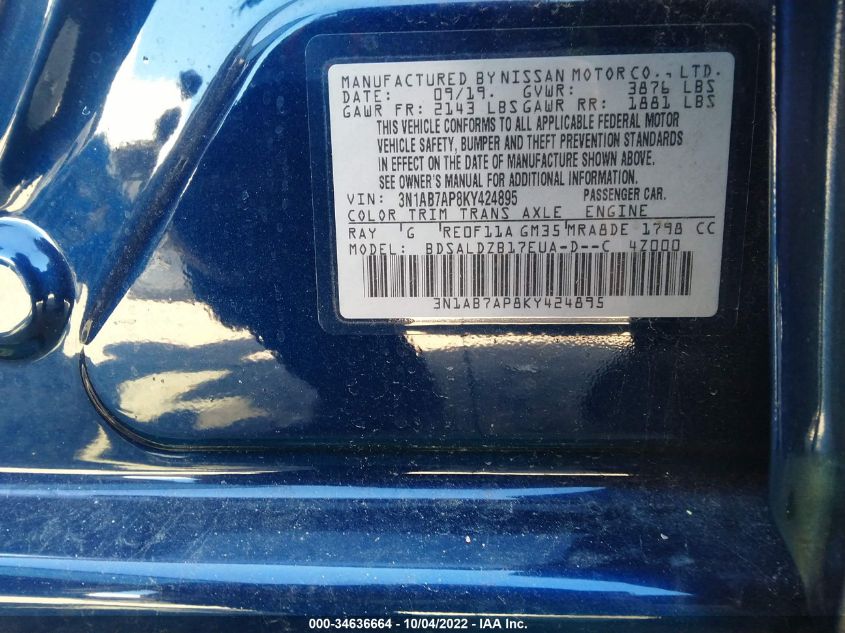 MANUFACTURED BY NISSAN MOTOR CO., LTD.
DATE: 09/19. GVWR: 3876 LBS
GAWR FR: 2143 LBS GAWR RR: 1881 LBS
THIS VEHICLE CONFORMS TO ALL APPLICABLE FEDERAL MOTOR
VEHICLE SAFETY, BUMPER AND THEFT PREVENTION STANDARDS
IN EFFECT ON THE DATE OF MANUFACTURE SHOWN ABOVE.
SEE OWNER'S MANUAL FOR ADDITIONAL INFORMATION.
VIN: 3N1AB7AP8KY424895 PASSENGER CAR.
COLOR TRIM TRANS AXLE ENGINE
RAY 'G RE0F11A GM35 MRA8DE 1798 CC
MODEL: BDSALDZB17EUA-D--C 4Z000
3N1AB7AP8KY424895
000-34636664 - 10/04/2022 - IAA Inc.